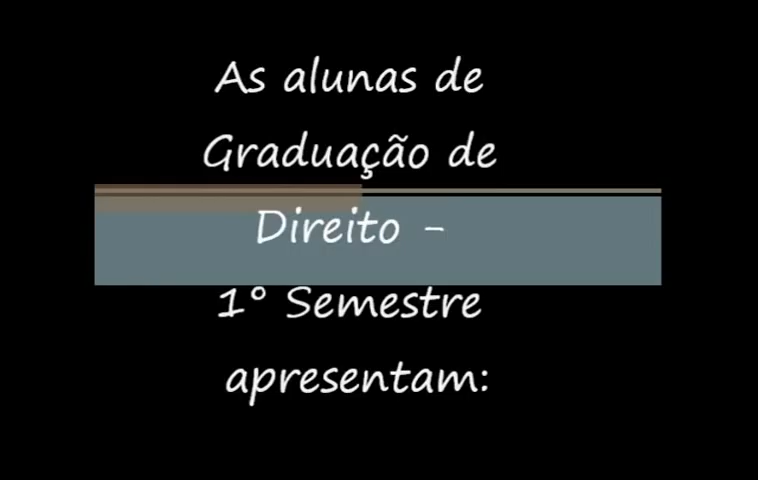 As alunas de
Graduação de
Direito -
1° Semestre
apresentam: